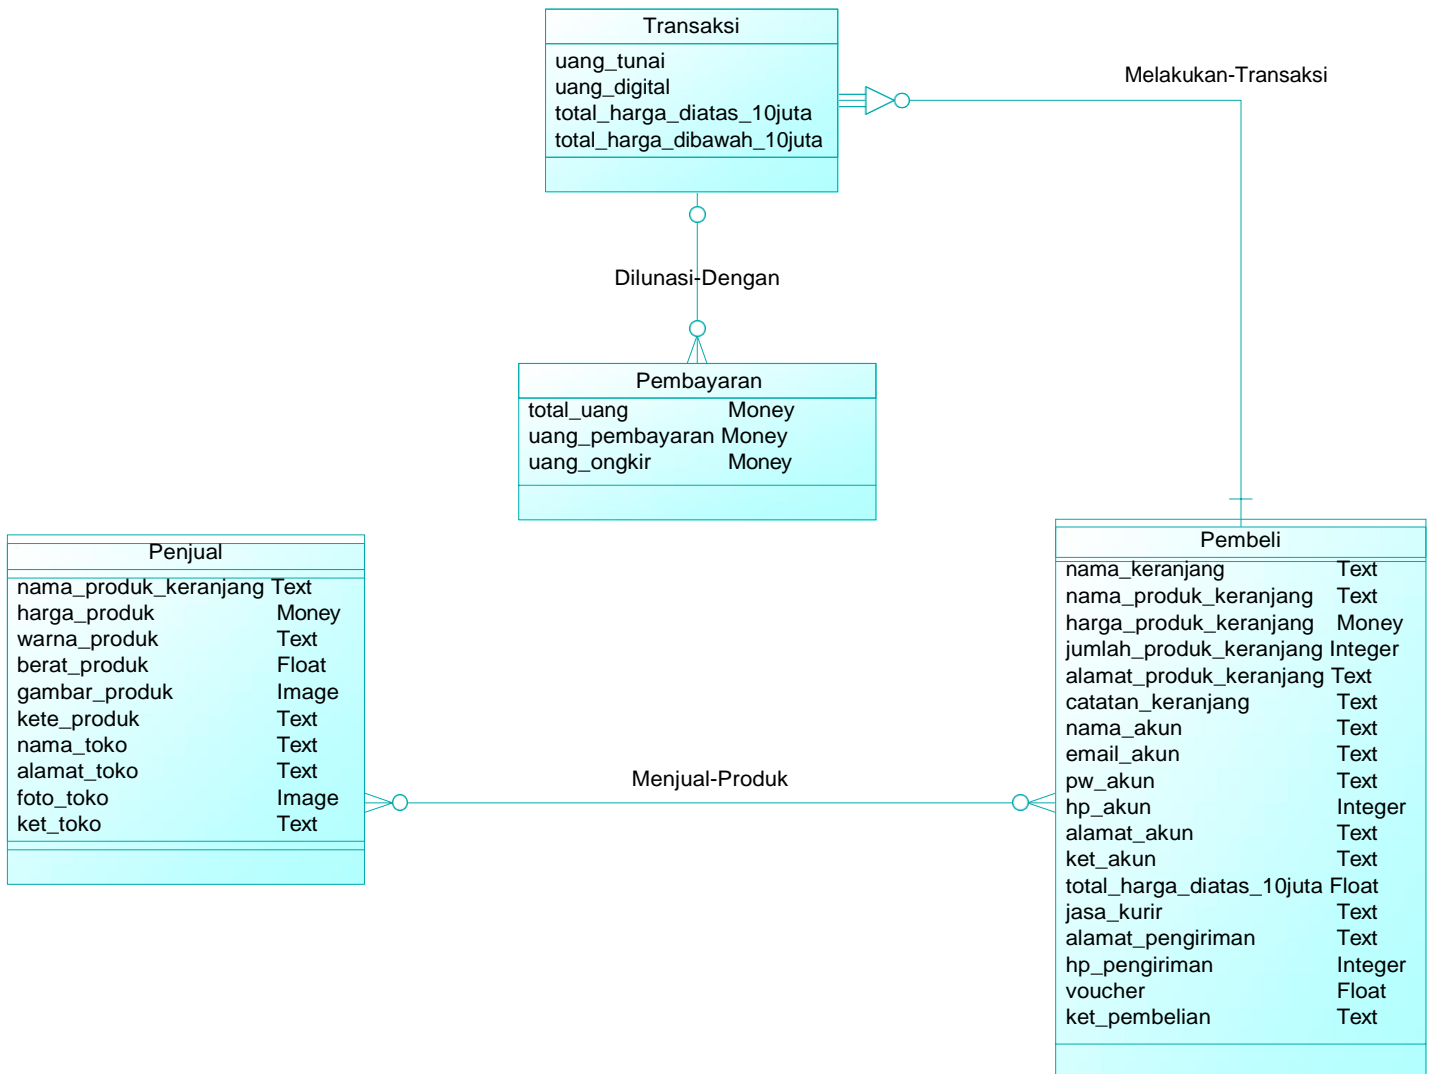 Transaksi
uang_tunai
uang_digital
total_harga_diatas_10juta
total_harga_dibawah_10juta
Melakukan-Transaksi
Dilunasi-Dengan
Pembayaran
total_uang Money
uang_pembayaran Money
uang_ongkir Money
Penjual
nama_produk_keranjang Text
harga_produk Money
warna_produk Text
berat_produk Float
gambar_produk Image
kete_produk Text
nama_toko Text
alamat_toko Text
foto_toko Image
ket_toko Text
Menjual-Produk
Pembeli
nama_keranjang Text
nama_produk_keranjang Text
harga_produk_keranjang Money
jumlah_produk_keranjang Integer
alamat_produk_keranjang Text
catatan_keranjang Text
nama_akun Text
email_akun Text
pw_akun Text
hp_akun Integer
alamat_akun Text
ket_akun Text
total_harga_diatas_10juta Float
jasa_kurir Text
alamat_pengiriman Text
hp_pengiriman Integer
voucher Float
ket_pembelian Text